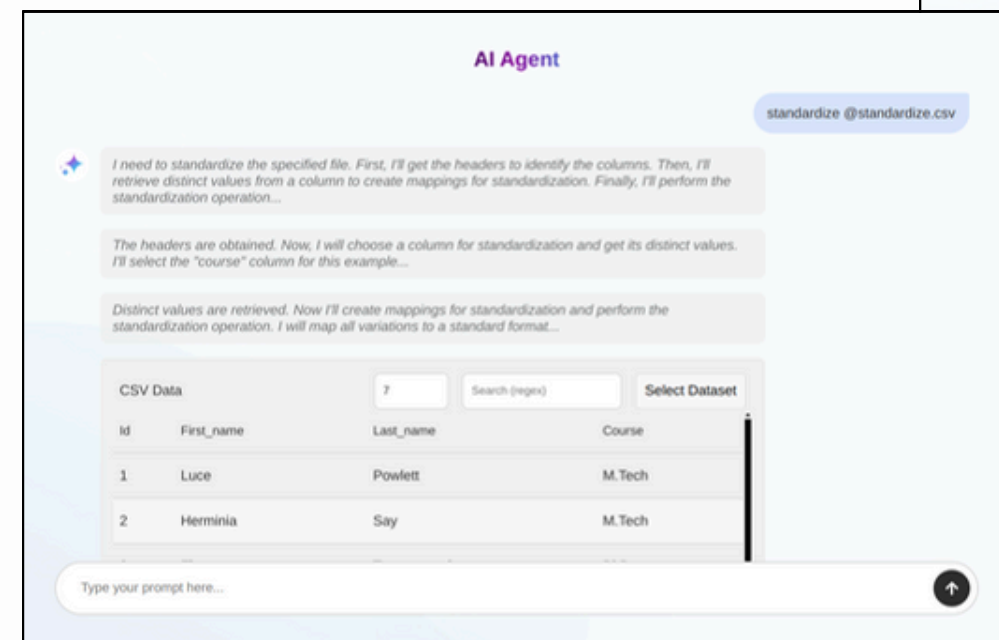 AI Agent
standardize @standardize.csv
I need to standardize the specified file. First, I'll get the headers to identify the columns. Then, I'll
retrieve distinct values from a column to create mappings for standardization. Finally, I'll perform the
standardization operation...
The headers are obtained. Now, I will choose a column for standardization and get its distinct values.
I'll select the "course" column for this example...
Distinct values are retrieved. Now I'll create mappings for standardization and perform the
standardization operation. I will map all variations to a standard format...
CSV Data 7 Search (regex) Select Dataset
Id First_name Last_name Course
1 Luce Powlett M.Tech
2 Herminia Say M.Tech
Type your prompt here...